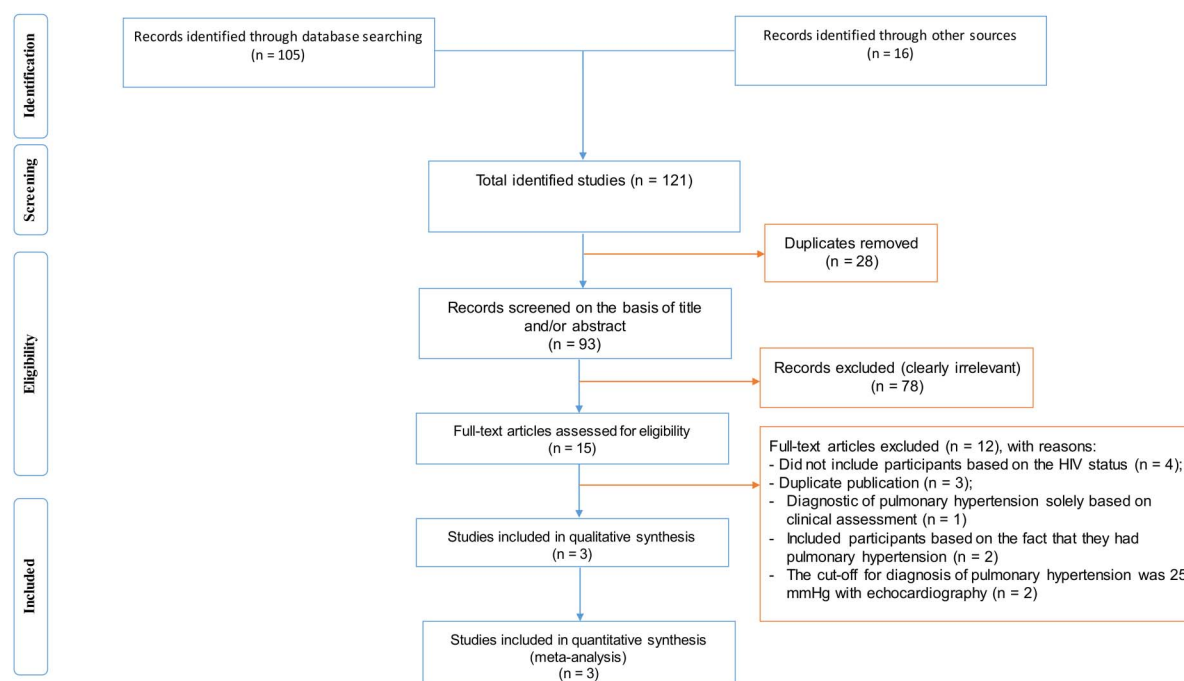 Identification
Records identified through database searching
(n = 105)
Records identified through other sources
(n = 16)
Screening
Total identified studies (n = 121)
Duplicates removed
(n = 28)
Eligibility
Records screened on the basis of title
and/or abstract
(n = 93)
Records excluded (clearly irrelevant)
(n = 78)
Full-text articles assessed for eligibility
(n = 15)
Full-text articles excluded (n = 12), with reasons:
- Did not include participants based on the HIV status (n = 4);
- Duplicate publication (n = 3);
- Diagnostic of pulmonary hypertension solely based on
clinical assessment (n = 1)
- Included participants based on the fact that they had
pulmonary hypertension (n = 2)
- The cut-off for diagnosis of pulmonary hypertension was 25
mmHg with echocardiography (n = 2)
Included
Studies included in qualitative synthesis
(n = 3)
Studies included in quantitative synthesis
(meta-analysis)
(n = 3)